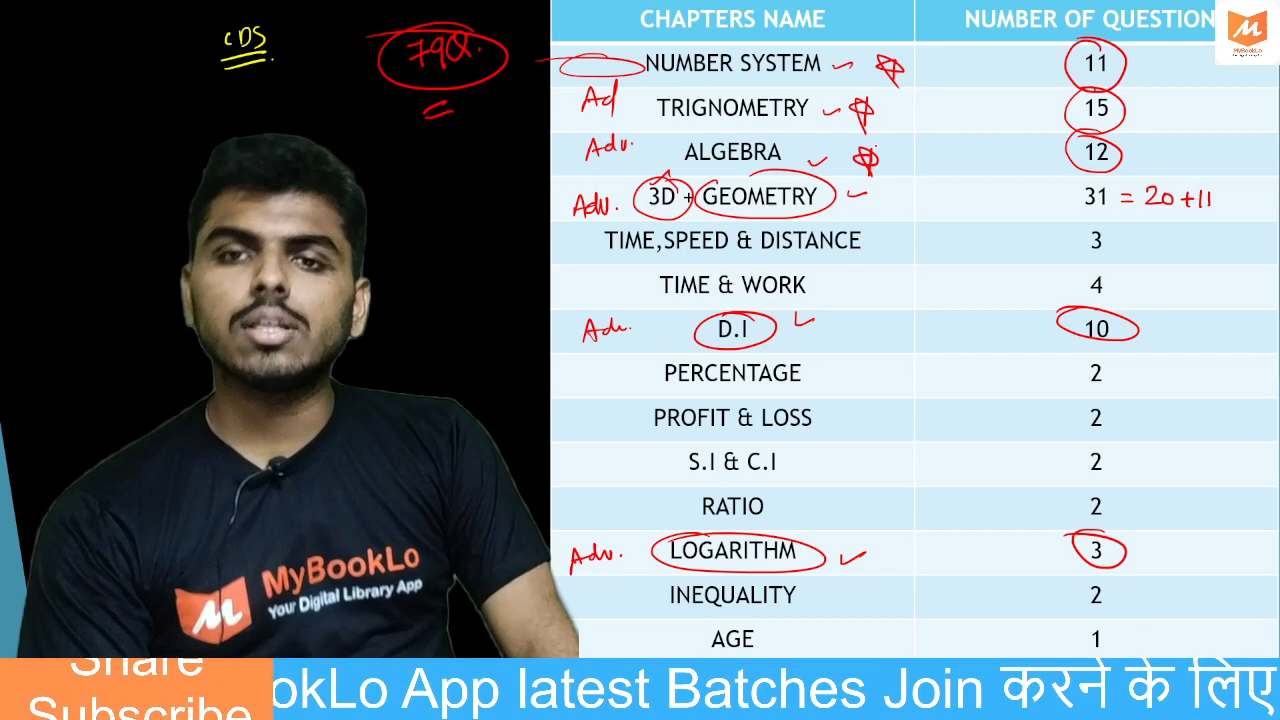 CDS
79Q.
CHAPTERS NAME NUMBER OF QUESTION
MyBookLo
NUMBER SYSTEM 11
Ad TRIGNOMETRY 15
Adv. ALGEBRA 12
Adv. 3D + GEOMETRY 31 = 20+11
TIME,SPEED & DISTANCE 3
TIME & WORK 4
Adv. D.I 10
PERCENTAGE 2
PROFIT & LOSS 2
S.I & C.I 2
RATIO 2
Adv. LOGARITHM 3
INEQUALITY 2
AGE 1
MyBookLo
Your Digital Library App
Share
Subscribe
ookLo App latest Batches Join करने के लिए